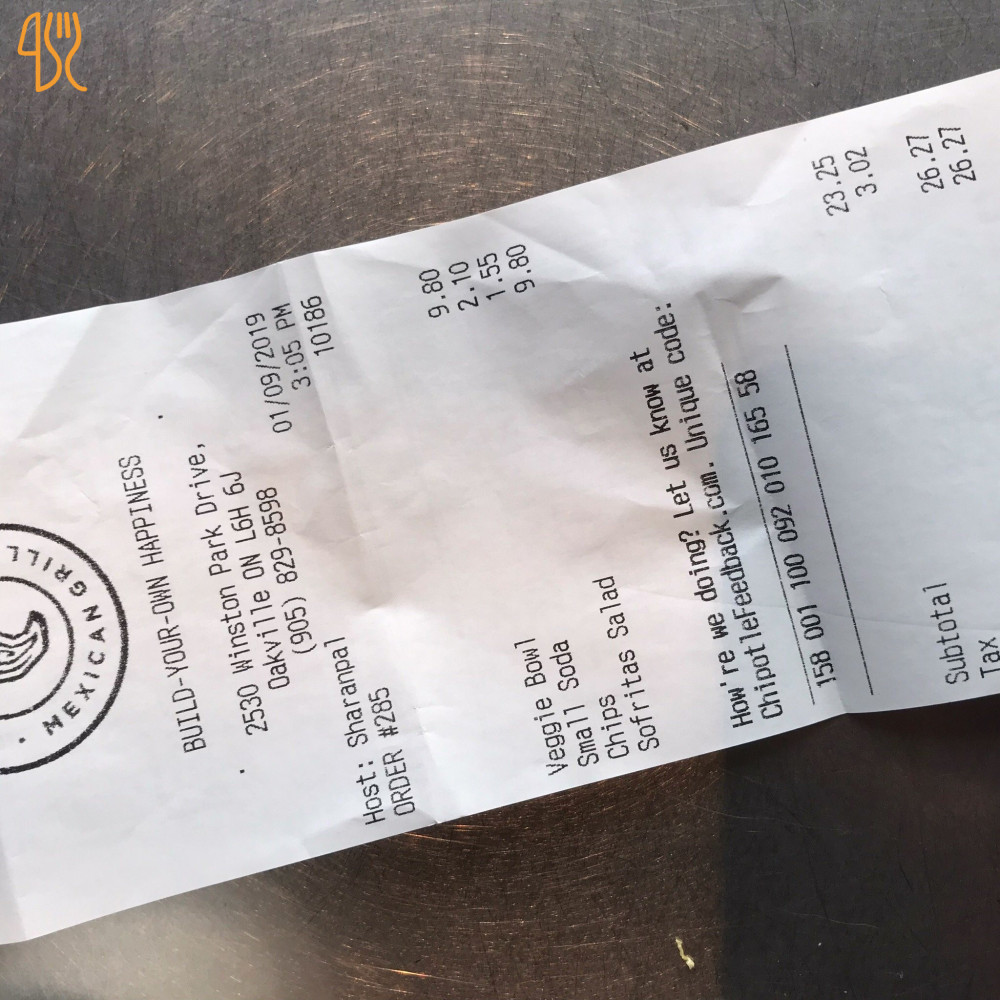 MEXICAN GRILL
BUILD-YOUR-OWN HAPPINESS
2530 Winston Park Drive,
Oakville ON L6H 6J
(905) 829-8598
01/09/2019
3:05 PM
Host: Sharanpal 10186
ORDER #285
Veggie Bowl 9.80
Small Soda 2.10
Chips 1.55
Sofritas Salad 9.80
How're we doing? Let us know at
ChipotleFeedback.com. Unique code:
158 001 100 092 010 165 58
Subtotal 23.25
Tax 3.02
26.27
26.27